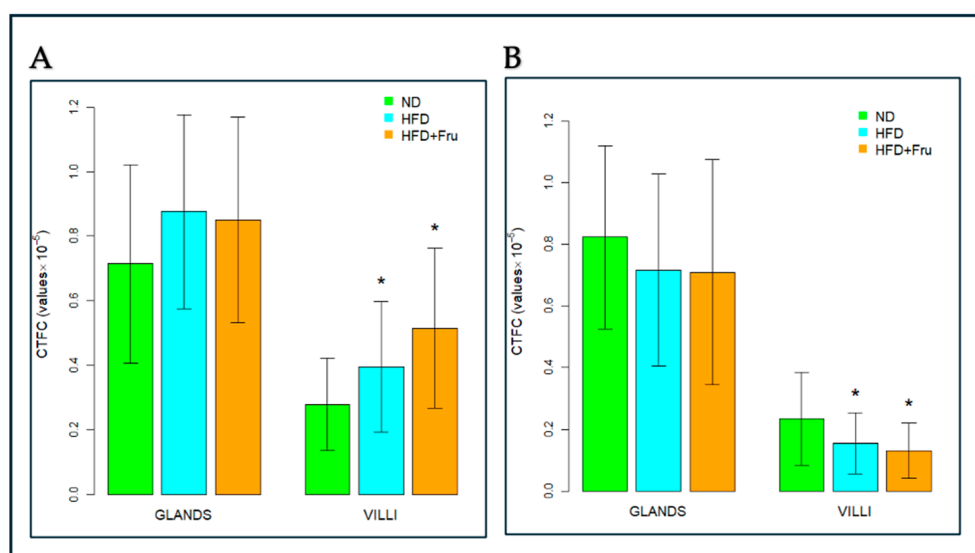 A
ND
HFD
HFD+Fru
CTFC (values× 10⁻⁵)
1.2
1.0
0.8
0.6
0.4
0.2
0.0
*
*
GLANDS
VILLI
B
ND
HFD
HFD+Fru
CTFC (values× 10⁻⁵)
1.2
1.0
0.8
0.6
0.4
0.2
0.0
*
*
GLANDS
VILLI